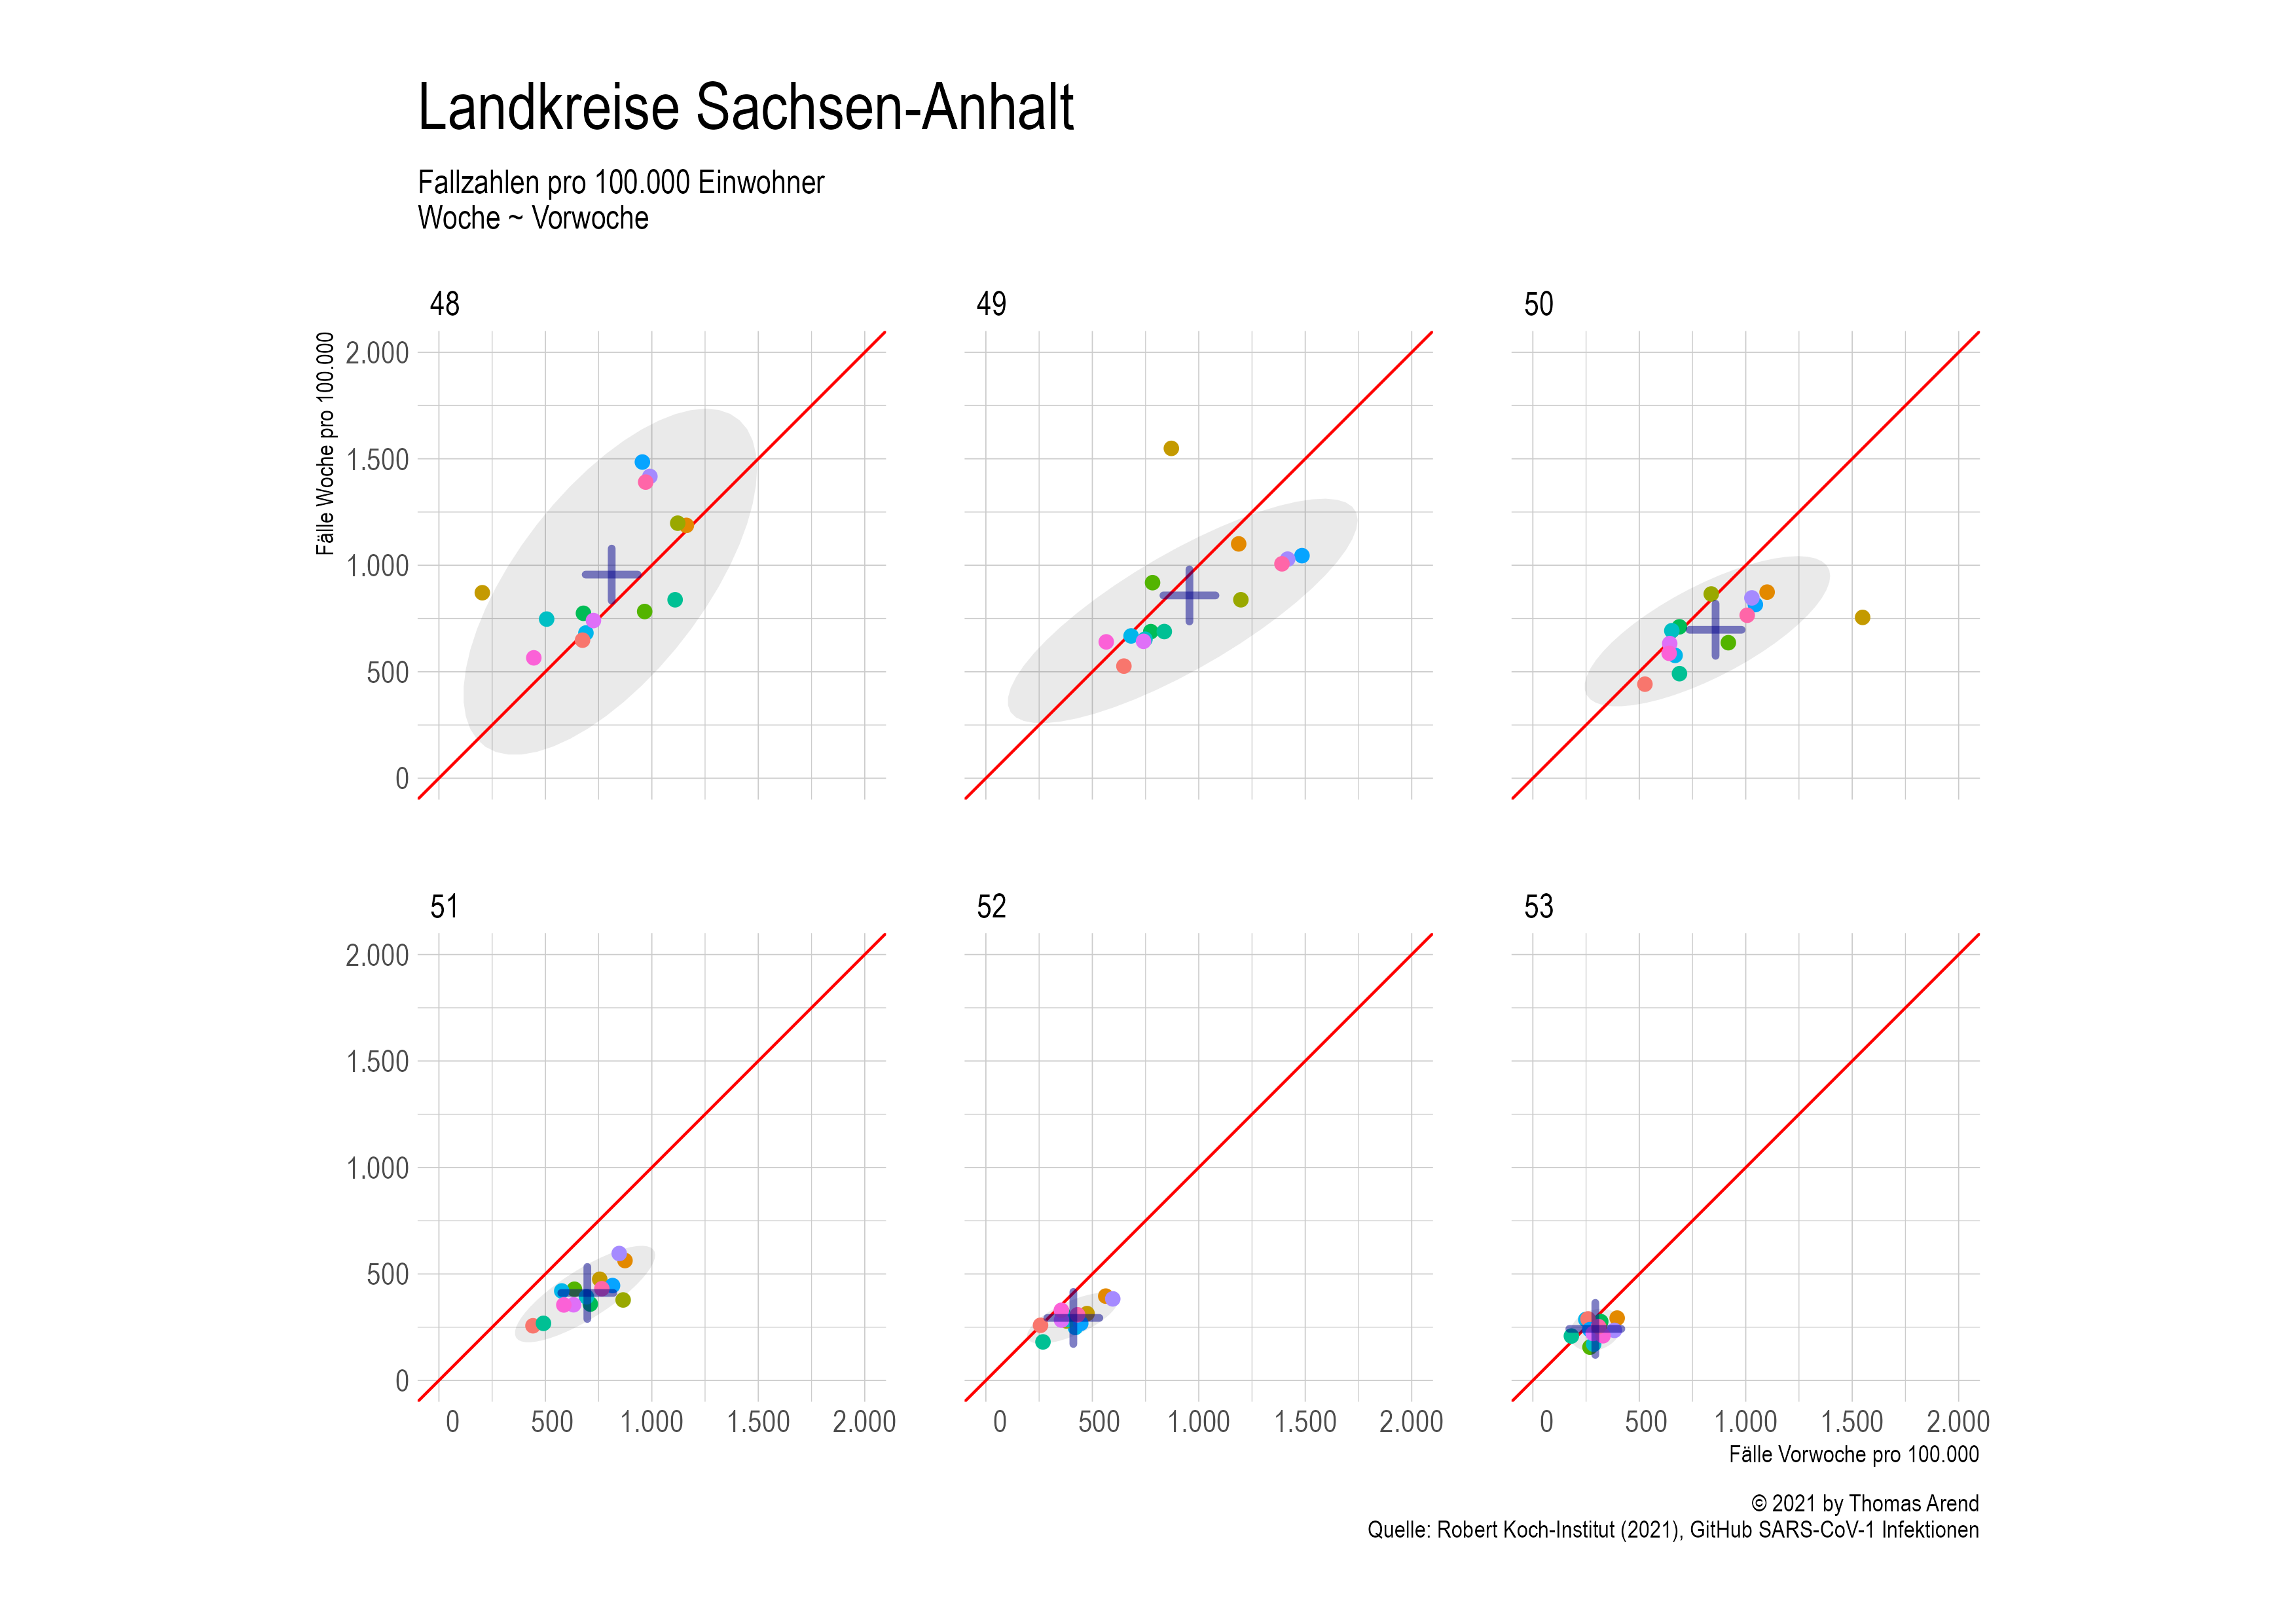 Landkreise Sachsen-Anhalt
Fallzahlen pro 100.000 Einwohner
Woche ~ Vorwoche
48
49
50
Fälle Woche pro 100.000
2.000
1.500
1.000
500
0
51
52
53
2.000
1.500
1.000
500
0
0 500 1.000 1.500 2.000
0 500 1.000 1.500 2.000
0 500 1.000 1.500 2.000
Fälle Vorwoche pro 100.000
© 2021 by Thomas Arend
Quelle: Robert Koch-Institut (2021), GitHub SARS-CoV-1 Infektionen